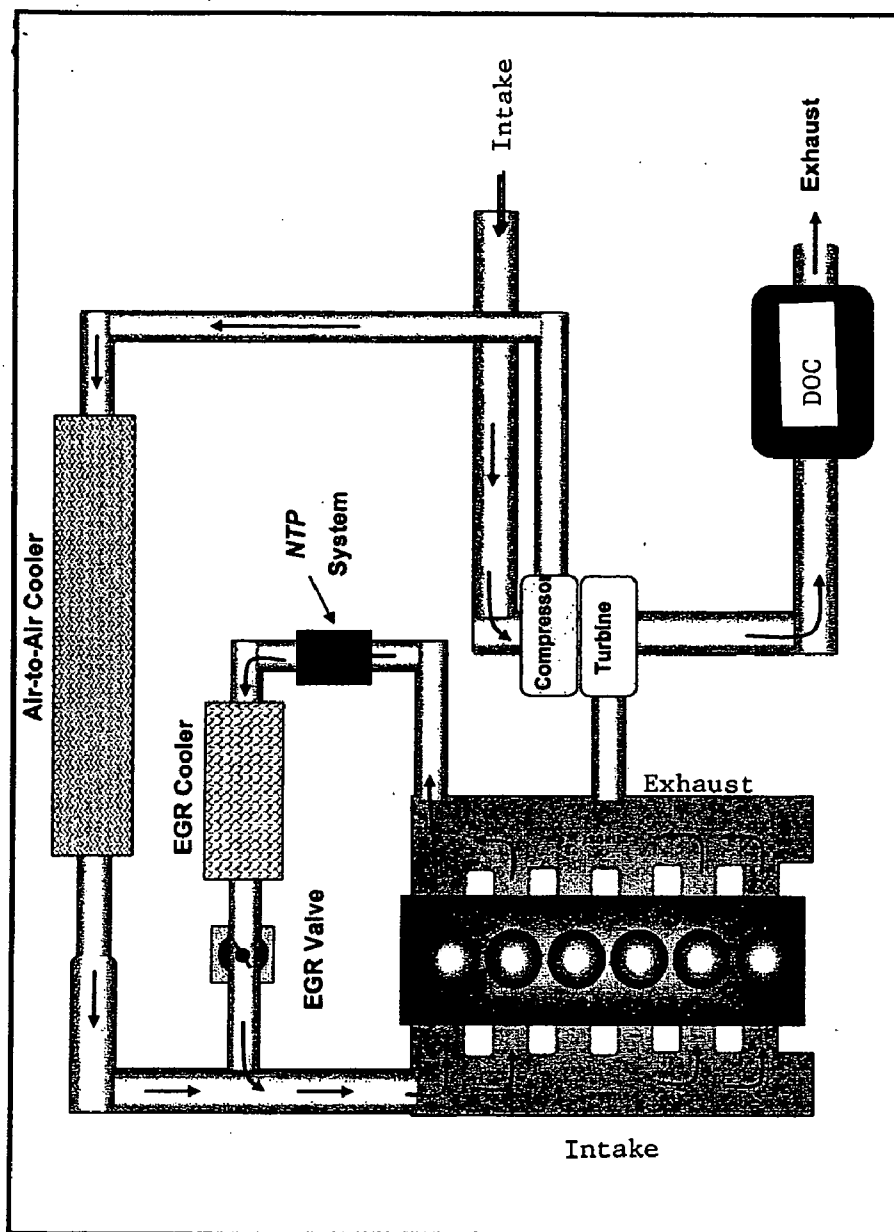 Air-to-Air Cooler
Intake
Exhaust
NTP
System
EGR Cooler
DOC
EGR Valve
Compressor
Turbine
Exhaust
Intake